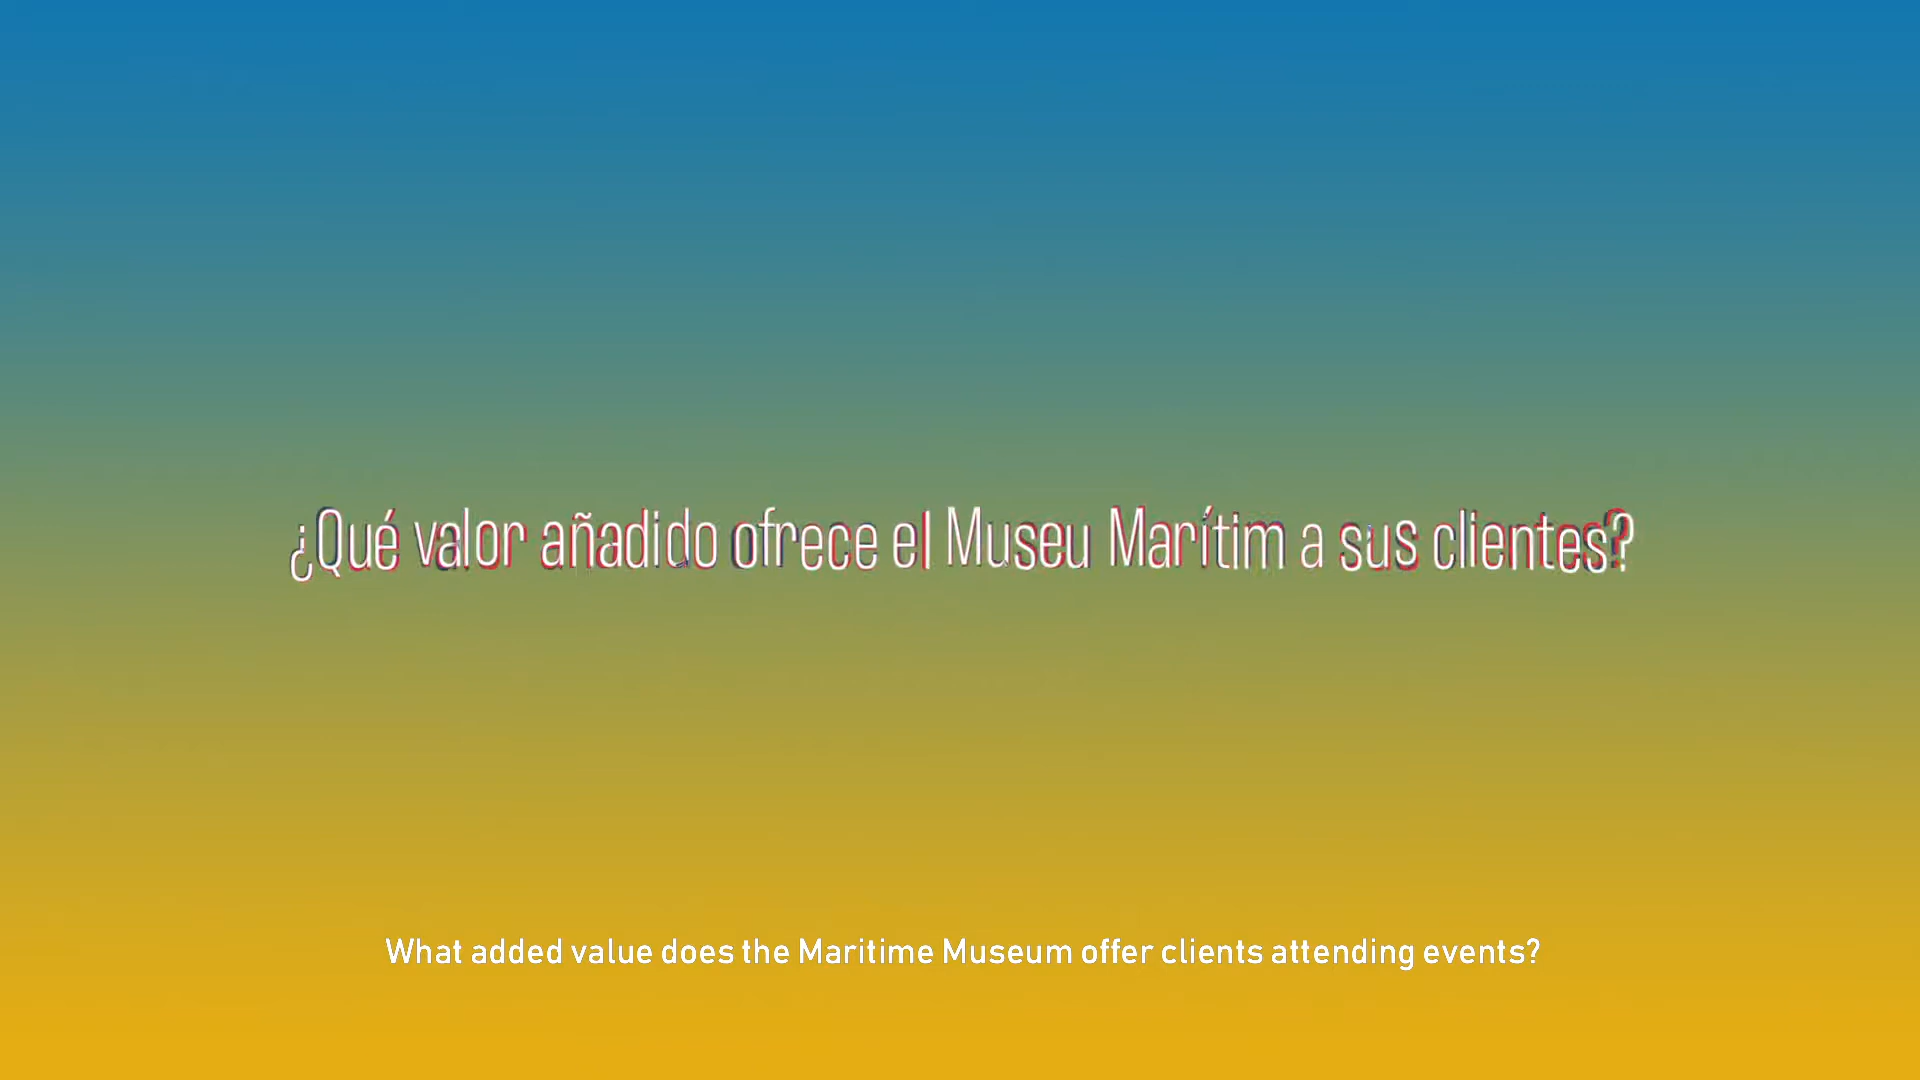 ¿Qué valor añadido ofrece el Museu Marítim a sus clientes?
What added value does the Maritime Museum offer clients attending events?